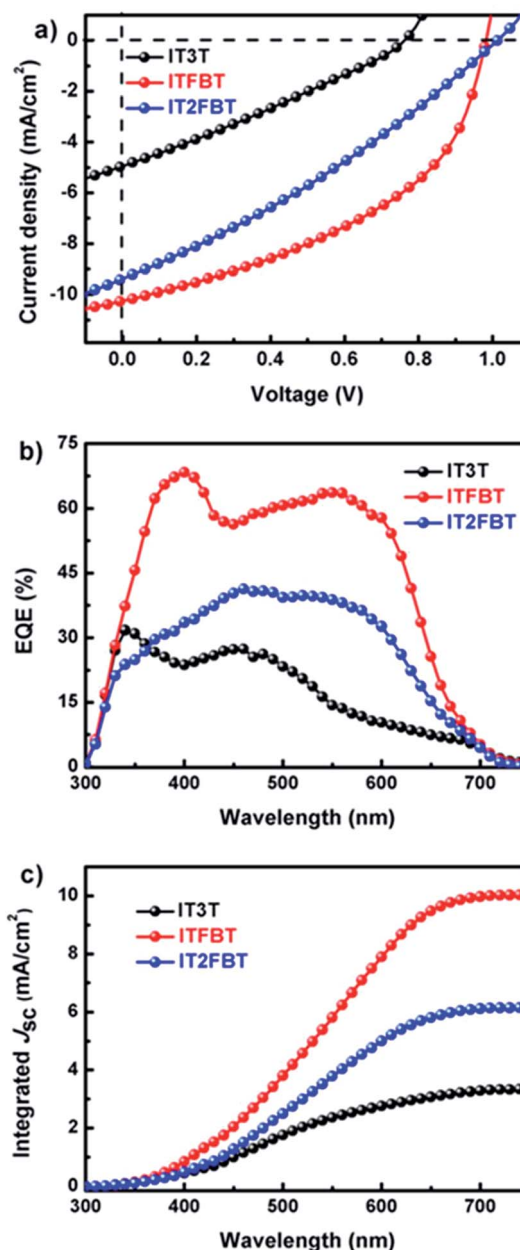 a)
IT3T
ITFBT
IT2FBT
Current density (mA/cm²)
0
-2
-4
-6
-8
-10
0.0 0.2 0.4 0.6 0.8 1.0
Voltage (V)
b)
IT3T
ITFBT
IT2FBT
EQE (%)
75
60
45
30
15
0
300 400 500 600 700
Wavelength (nm)
c)
IT3T
ITFBT
IT2FBT
Integrated J_SC (mA/cm²)
10
8
6
4
2
0
300 400 500 600 700
Wavelength (nm)